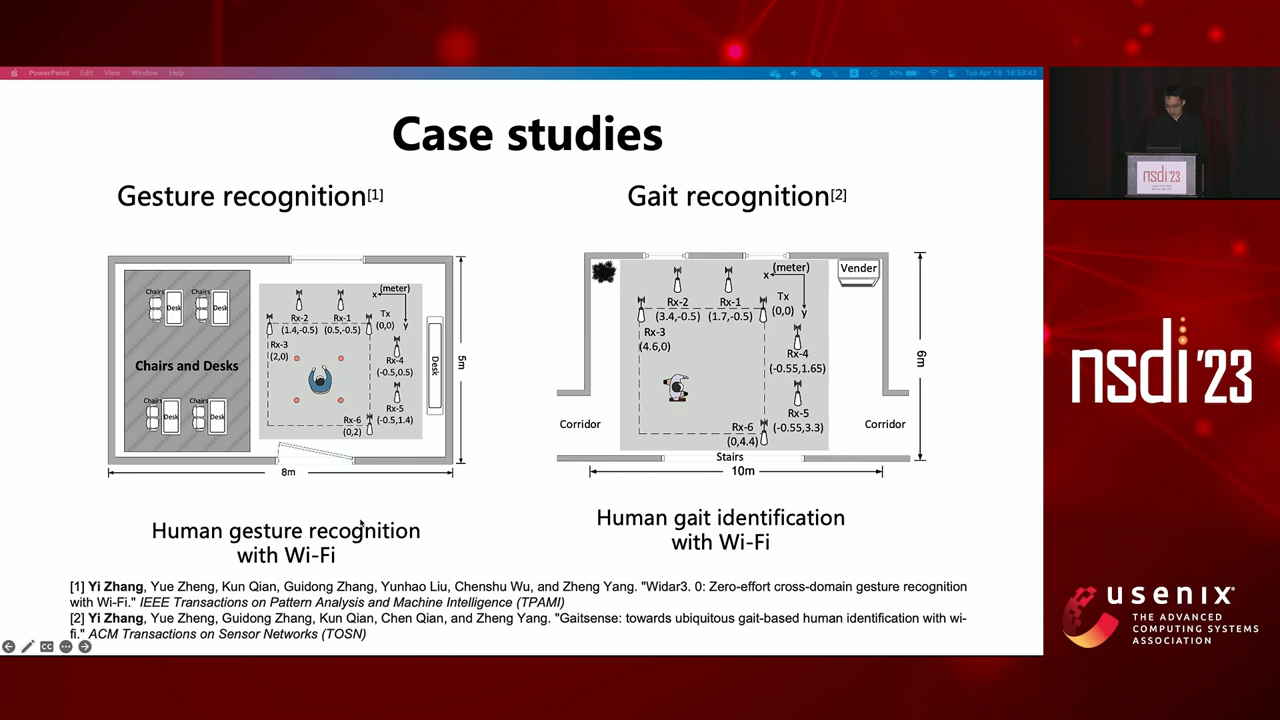 PowerPoint Edit View Window Help
80% Tue Apr 18 16:58:43
Case studies
Gesture recognition[1]
Gait recognition[2]
Chairs
Desk
Chairs
Desk
Chairs and Desks
Chairs
Desk
Chairs
Desk
(meter)
x
y
Tx
(0,0)
Rx-2
(1.4,-0.5)
Rx-1
(0.5,-0.5)
Rx-3
(2,0)
Rx-4
(-0.5,0.5)
Rx-5
(-0.5,1.4)
Rx-6
(0,2)
Desk
5m
8m
Vender
(meter)
x
y
Tx
(0,0)
Rx-2
(3.4,-0.5)
Rx-1
(1.7,-0.5)
Rx-3
(4.6,0)
Rx-4
(-0.55,1.65)
Rx-5
(-0.55,3.3)
Rx-6
(0,4.4)
Corridor
Corridor
Stairs
6m
10m
Human gesture recognition
with Wi-Fi
Human gait identification
with Wi-Fi
[1] Yi Zhang, Yue Zheng, Kun Qian, Guidong Zhang, Yunhao Liu, Chenshu Wu, and Zheng Yang. "Widar3. 0: Zero-effort cross-domain gesture recognition
with Wi-Fi." IEEE Transactions on Pattern Analysis and Machine Intelligence (TPAMI)
[2] Yi Zhang, Yue Zheng, Guidong Zhang, Kun Qian, Chen Qian, and Zheng Yang. "Gaitsense: towards ubiquitous gait-based human identification with wi-
fi." ACM Transactions on Sensor Networks (TOSN)
nsdi '23
nsdi '23
usenix
THE ADVANCED
COMPUTING SYSTEMS
ASSOCIATION